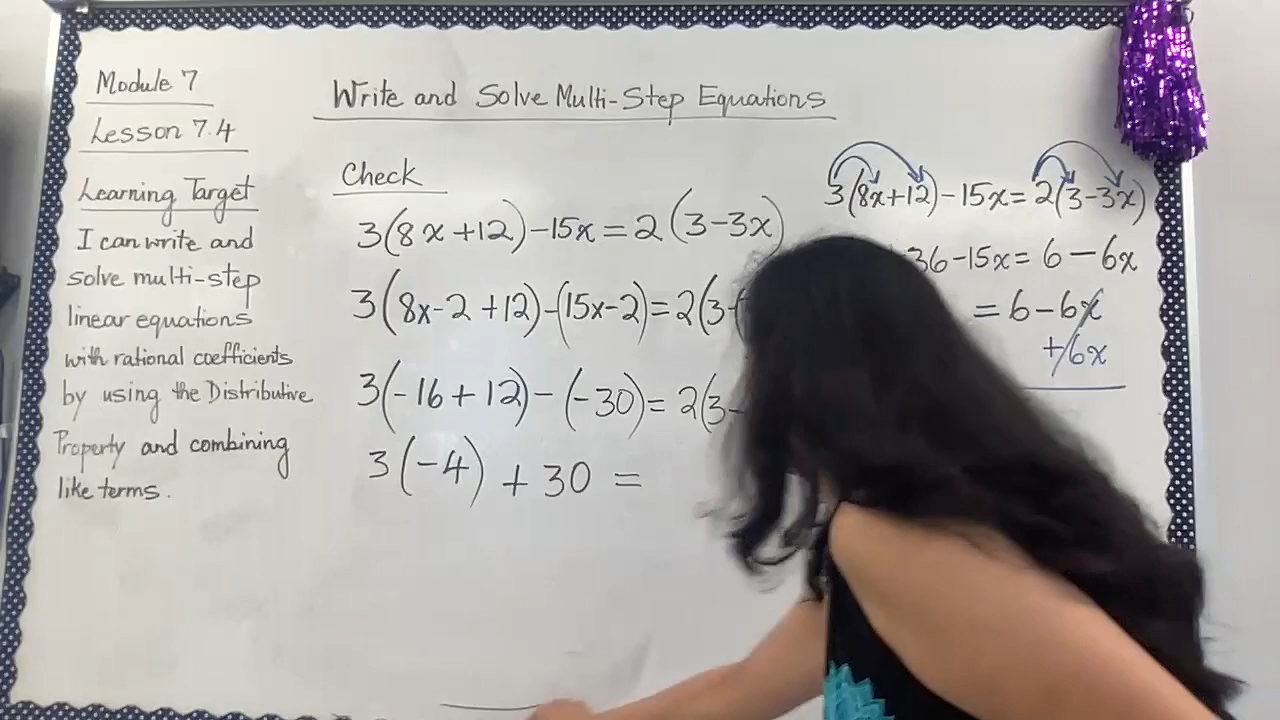 Module 7
Lesson 7.4
Learning Target
I can write and
solve multi-step
linear equations
with rational coefficients
by using the Distributive
Property and combining
like terms.
Write and Solve Multi-Step Equations
Check
3(8x+12)-15x=2(3-3x)
3(8x-2+12)-(15x-2)=2(3-
3(-16+12)-(-30)=2(3-
3(-4)+30=
3(8x+12)-15x=2(3-3x)
36-15x=6-6x
=6-6x
+6x